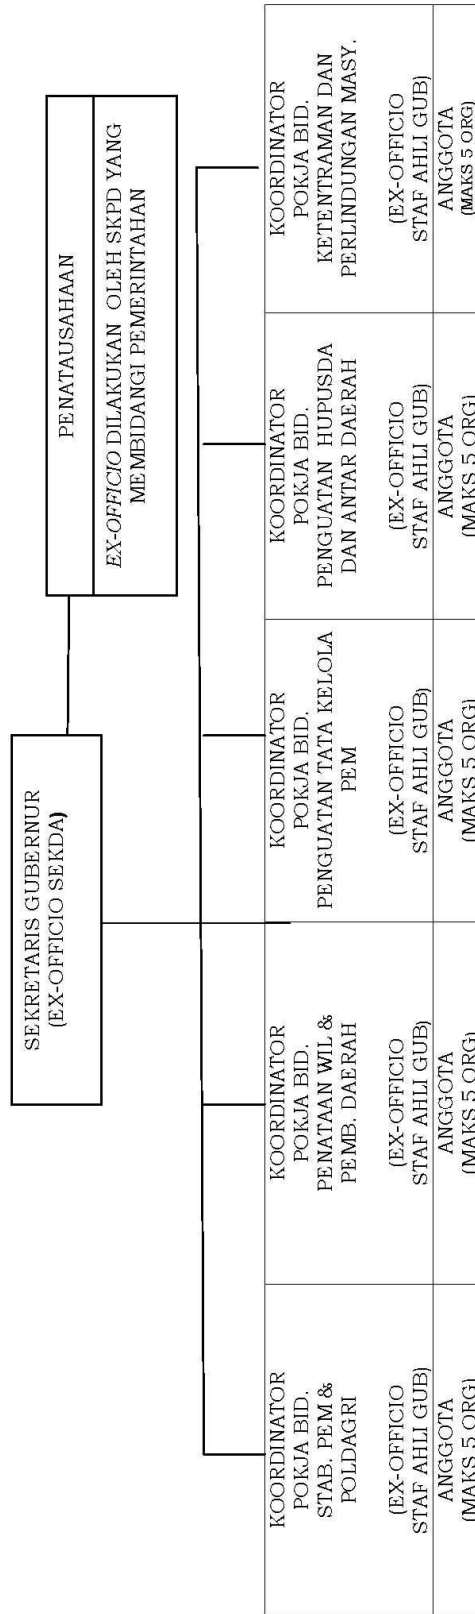 SEKRETARIS GUBERNUR
(EX-OFFICIO SEKDA)
PENATAUSAHAAN
EX-OFFICIO DILAKUKAN OLEH SKPD YANG
MEMBIDANGI PEMERINTAHAN
KOORDINATOR
POKJA BID.
STAB. PEM &
POLDAGRI
(EX-OFFICIO
STAF AHLI GUB)
ANGGOTA
(MAKS 5 ORG)
KOORDINATOR
POKJA BID.
PENATAAN WIL &
PEMB. DAERAH
(EX-OFFICIO
STAF AHLI GUB)
ANGGOTA
(MAKS 5 ORG)
KOORDINATOR
POKJA BID.
PENGUATAN TATA KELOLA
PEM
(EX-OFFICIO
STAF AHLI GUB)
ANGGOTA
(MAKS 5 ORG)
KOORDINATOR
POKJA BID.
PENGUATAN HUPUSDA
DAN ANTAR DAERAH
(EX-OFFICIO
STAF AHLI GUB)
ANGGOTA
(MAKS 5 ORG)
KOORDINATOR
POKJA BID.
KETENTRAMAN DAN
PERLINDUNGAN MASY.
(EX-OFFICIO
STAF AHLI GUB)
ANGGOTA
(MAKS 5 ORG)